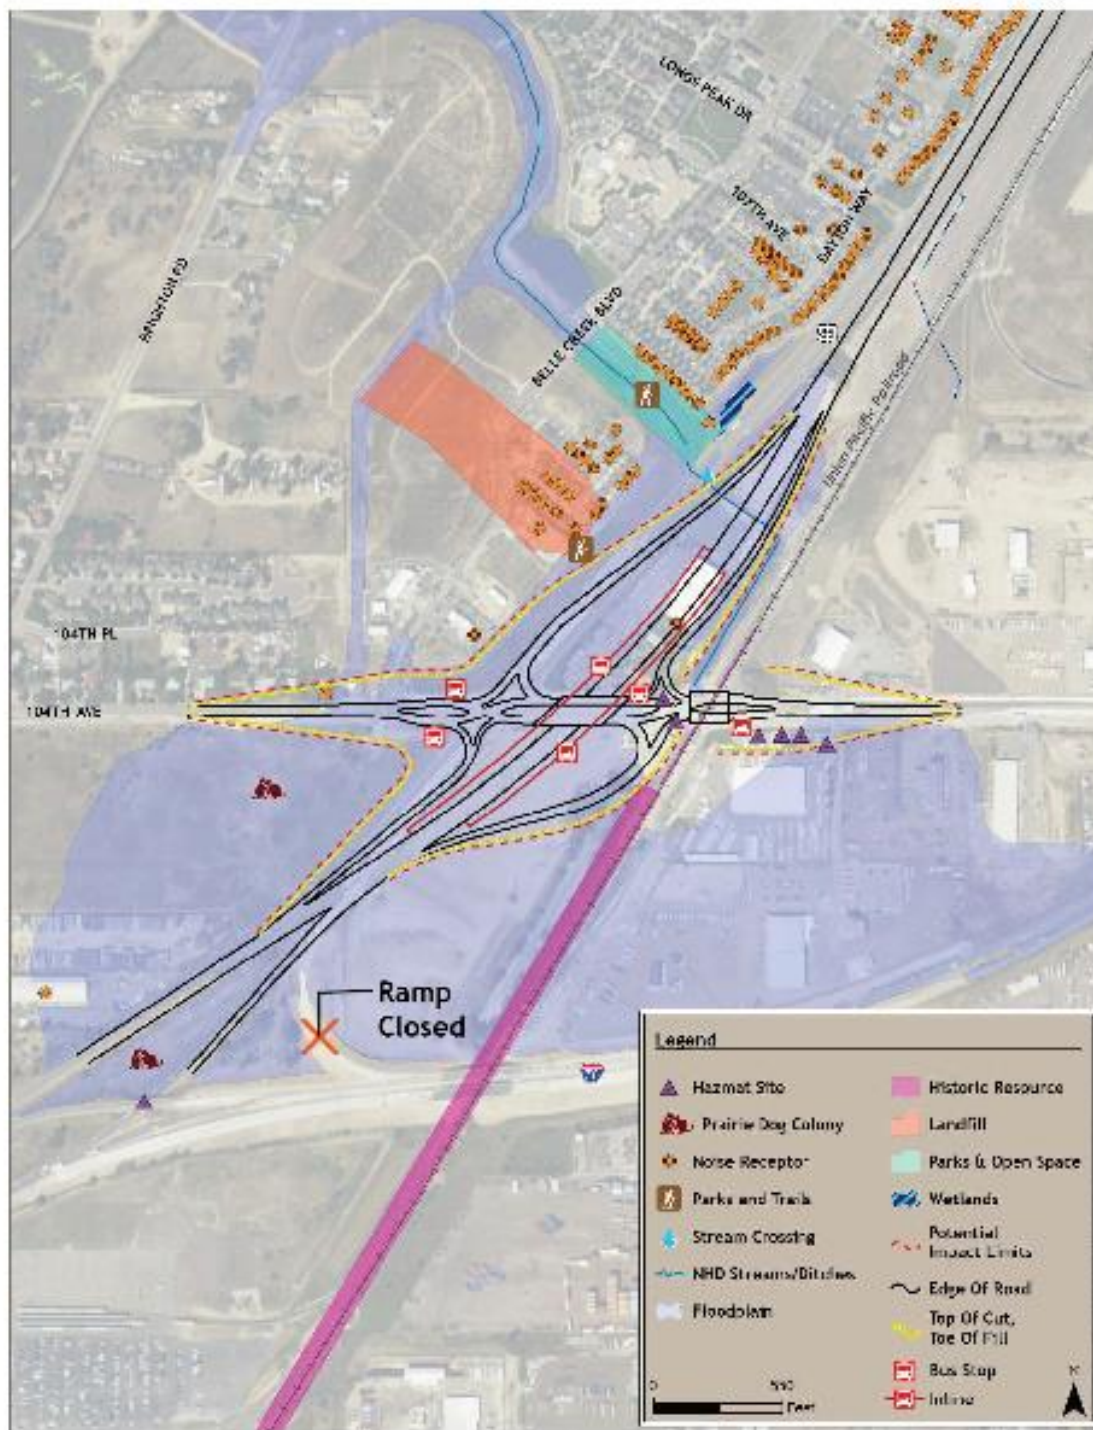 LONGS PEAK DR
107TH AVE
DAYTON WAY
BRIGHTON RD
BELLE CREEK BLVD
Union Pacific Railroad
104TH PL
104TH AVE
Ramp
Closed
Legend
Hazmat Site
Prairie Dog Colony
Noise Receptor
Parks and Trails
Stream Crossing
NHD Streams/Ditches
Floodplain
0
Feet
Historic Resource
Landfill
Parks & Open Space
Wetlands
Potential
Impact Limits
Edge Of Road
Top Of Cut,
Toe Of Fill
Bus Stop
Inline
N